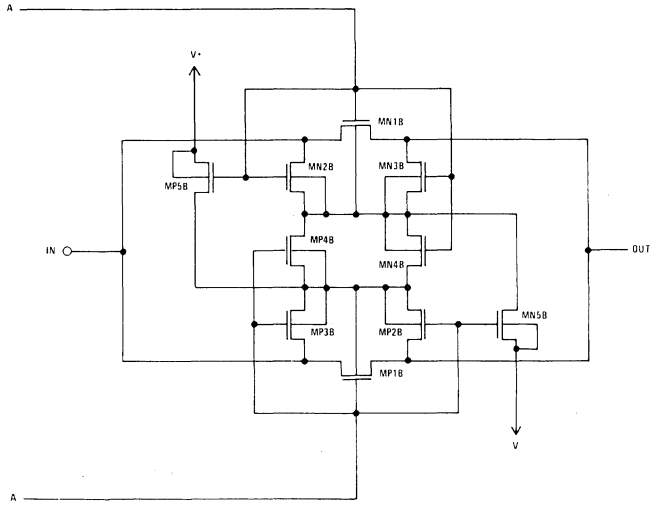 A
V+
MN1B
MP5B
MN2B
MN3B
IN
MP4B
MN4B
OUT
MP3B
MP2B
MN5B
MP1B
V
A